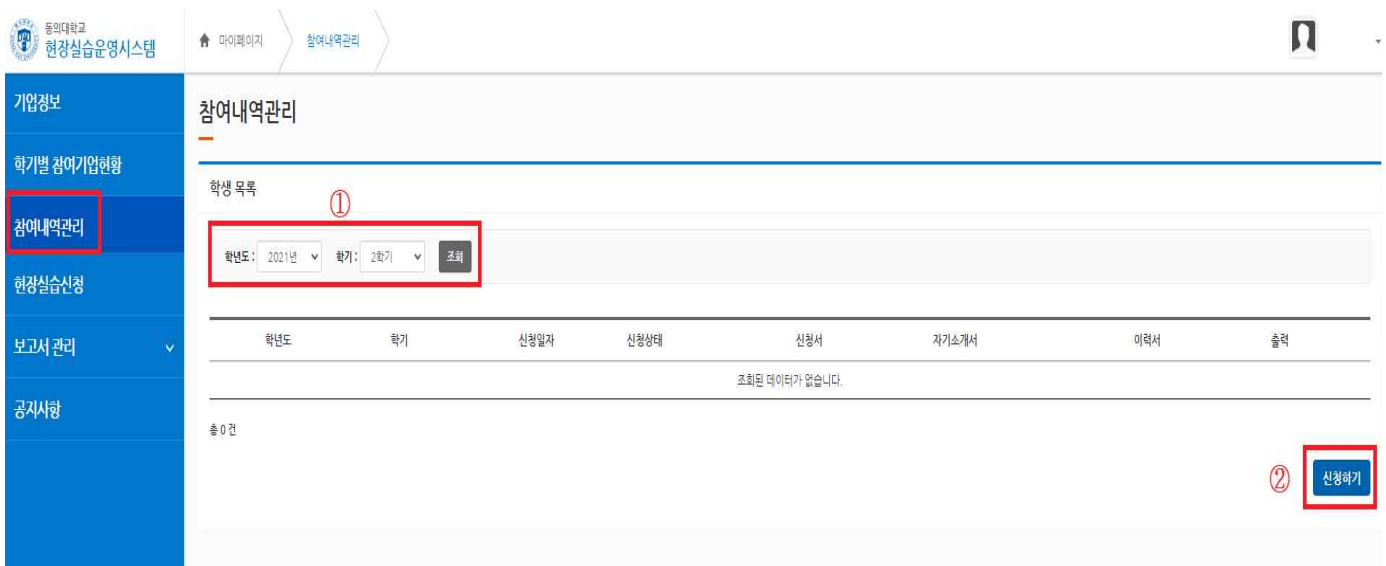 동의대학교
현장실습운영시스템
마이페이지
참여내역관리
기업정보
학기별 참여기업현황
참여내역관리
현장실습신청
보고서 관리
공지사항
참여내역관리
학생 목록
①
학년도 : 2021년 학기 : 2학기 조회
학년도 학기 신청일자 신청상태 신청서 자기소개서 이력서 출력
조회된 데이터가 없습니다.
총 0 건
② 신청하기